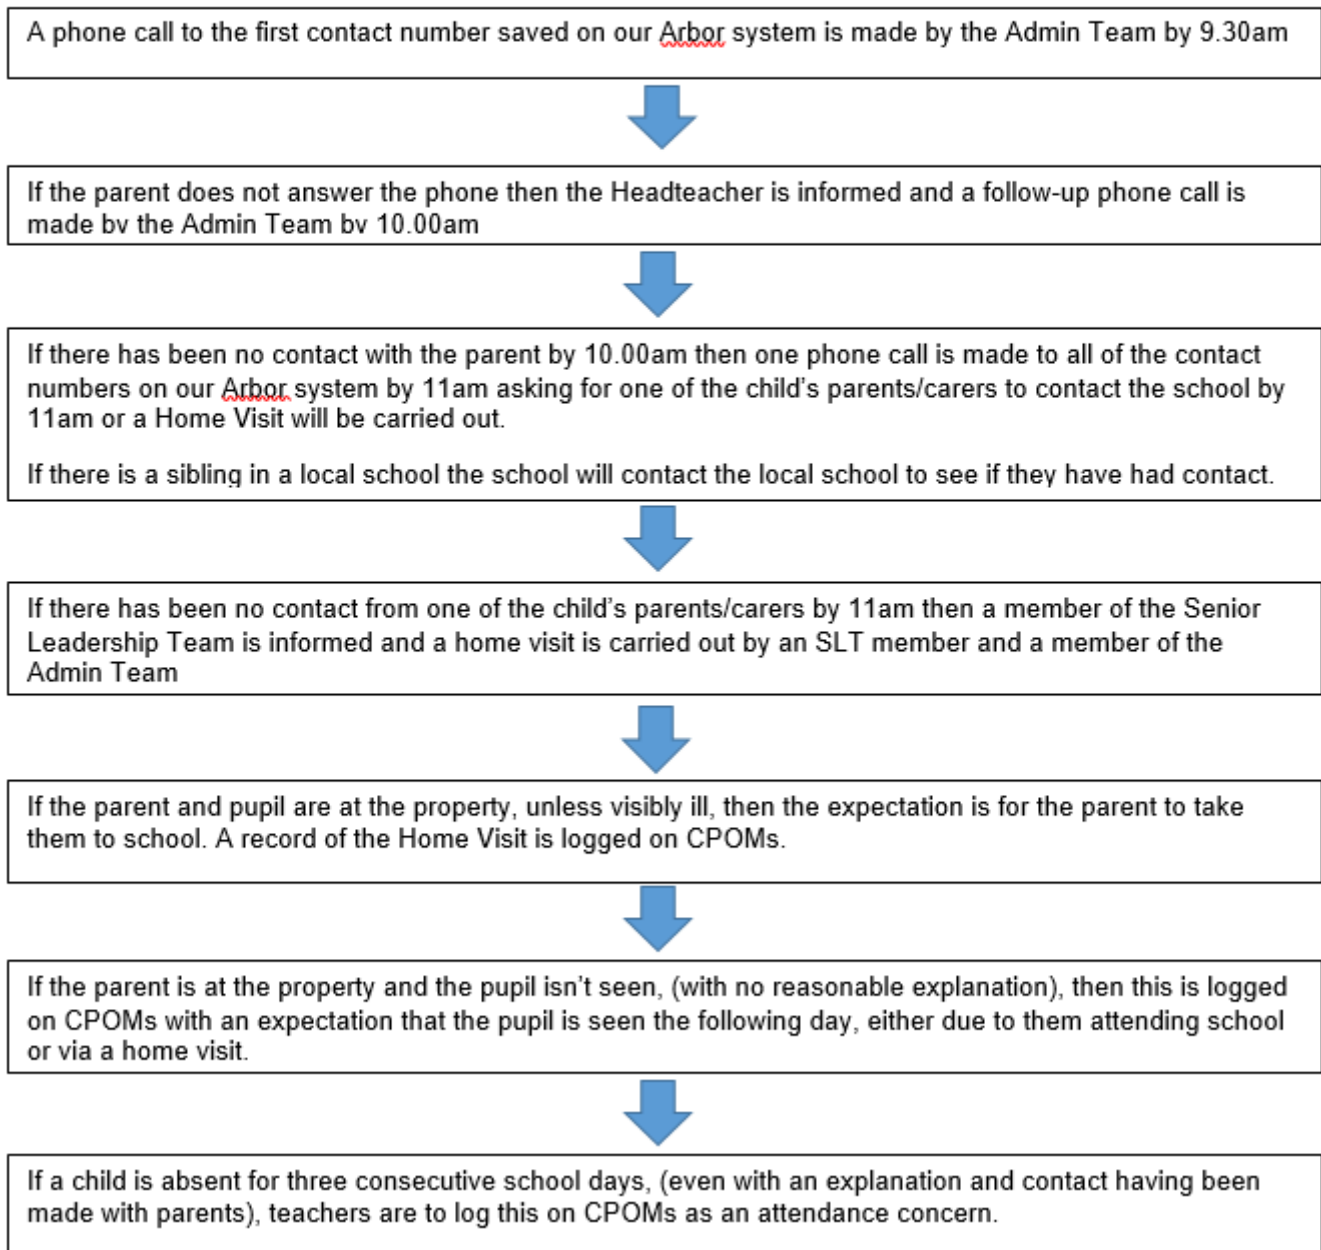 A phone call to the first contact number saved on our Arbor system is made by the Admin Team by 9.30am
If the parent does not answer the phone then the Headteacher is informed and a follow-up phone call is
made by the Admin Team by 10.00am
If there has been no contact with the parent by 10.00am then one phone call is made to all of the contact
numbers on our Arbor system by 11am asking for one of the child's parents/carers to contact the school by
11am or a Home Visit will be carried out.
If there is a sibling in a local school the school will contact the local school to see if they have had contact.
If there has been no contact from one of the child's parents/carers by 11am then a member of the Senior
Leadership Team is informed and a home visit is carried out by an SLT member and a member of the
Admin Team
If the parent and pupil are at the property, unless visibly ill, then the expectation is for the parent to take
them to school. A record of the Home Visit is logged on CPOMs.
If the parent is at the property and the pupil isn't seen, (with no reasonable explanation), then this is logged
on CPOMs with an expectation that the pupil is seen the following day, either due to them attending school
or via a home visit.
If a child is absent for three consecutive school days, (even with an explanation and contact having been
made with parents), teachers are to log this on CPOMs as an attendance concern.